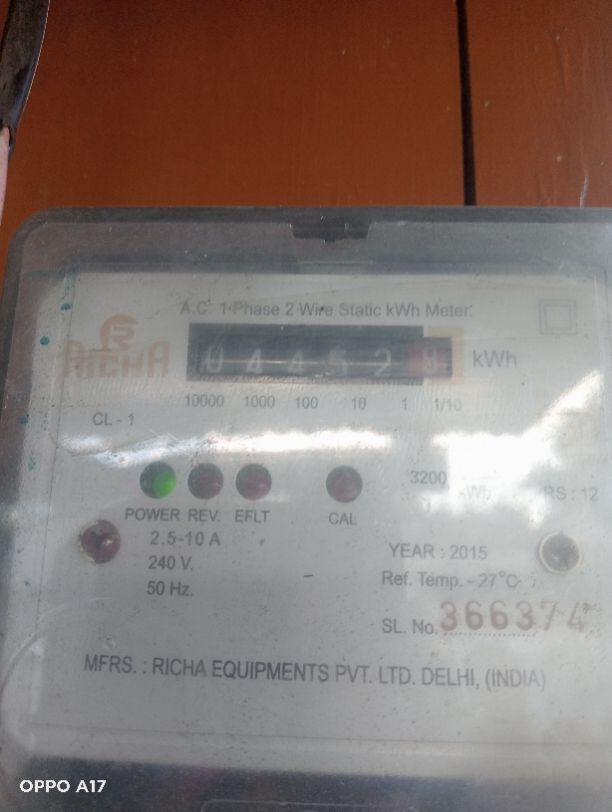 A.C. 1-Phase 2 Wire Static kWh Meter.
RICHA
0 4 4 5 2 kWh
10000 1000 100 10 1 1/10
CL - 1
3200
kWh
RS : 12
POWER REV. EFLT CAL
2.5-10 A
240 V.
50 Hz.
YEAR : 2015
Ref. Temp. - 27°C
SL. No. 366374
MFRS. : RICHA EQUIPMENTS PVT. LTD. DELHI, (INDIA)
OPPO A17